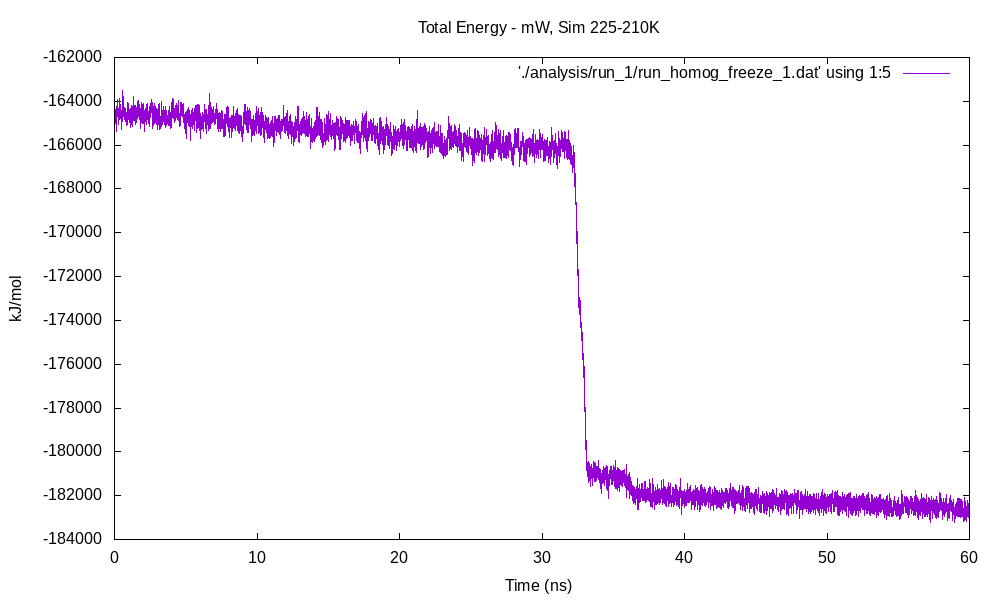 Total Energy - mW, Sim 225-210K
'./analysis/run_1/run_homog_freeze_1.dat' using 1:5
-162000
-164000
-166000
-168000
-170000
-172000
-174000
-176000
-178000
-180000
-182000
-184000
kJ/mol
0 10 20 30 40 50 60
Time (ns)